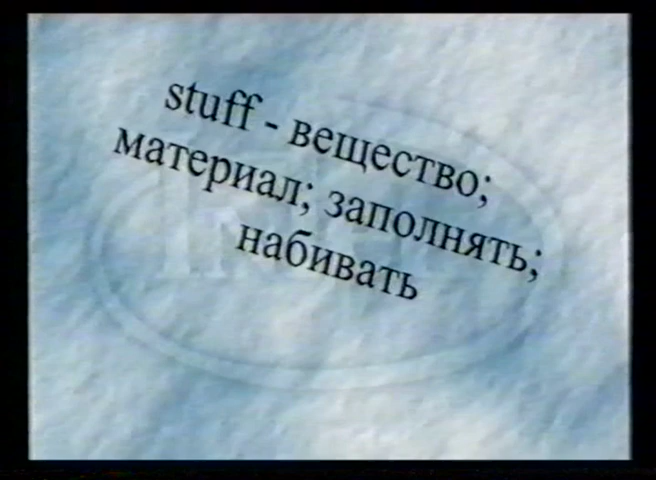 stuff - вещество;
материал; заполнять;
набивать